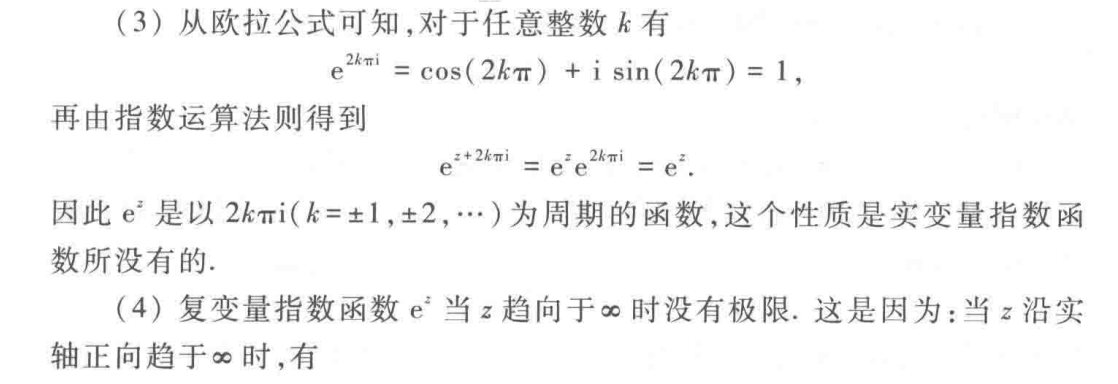 (3) 从欧拉公式可知,对于任意整数 k 有
e^{2kπi} = cos(2kπ) + i sin(2kπ) = 1,
再由指数运算法则得到
e^{z+2kπi} = e^z e^{2kπi} = e^z.
因此 e^z 是以 2kπi(k=±1,±2,⋯)为周期的函数,这个性质是实变量指数函
数所没有的.
(4) 复变量指数函数 e^z 当 z 趋向于∞时没有极限. 这是因为:当 z 沿实
轴正向趋于∞时,有